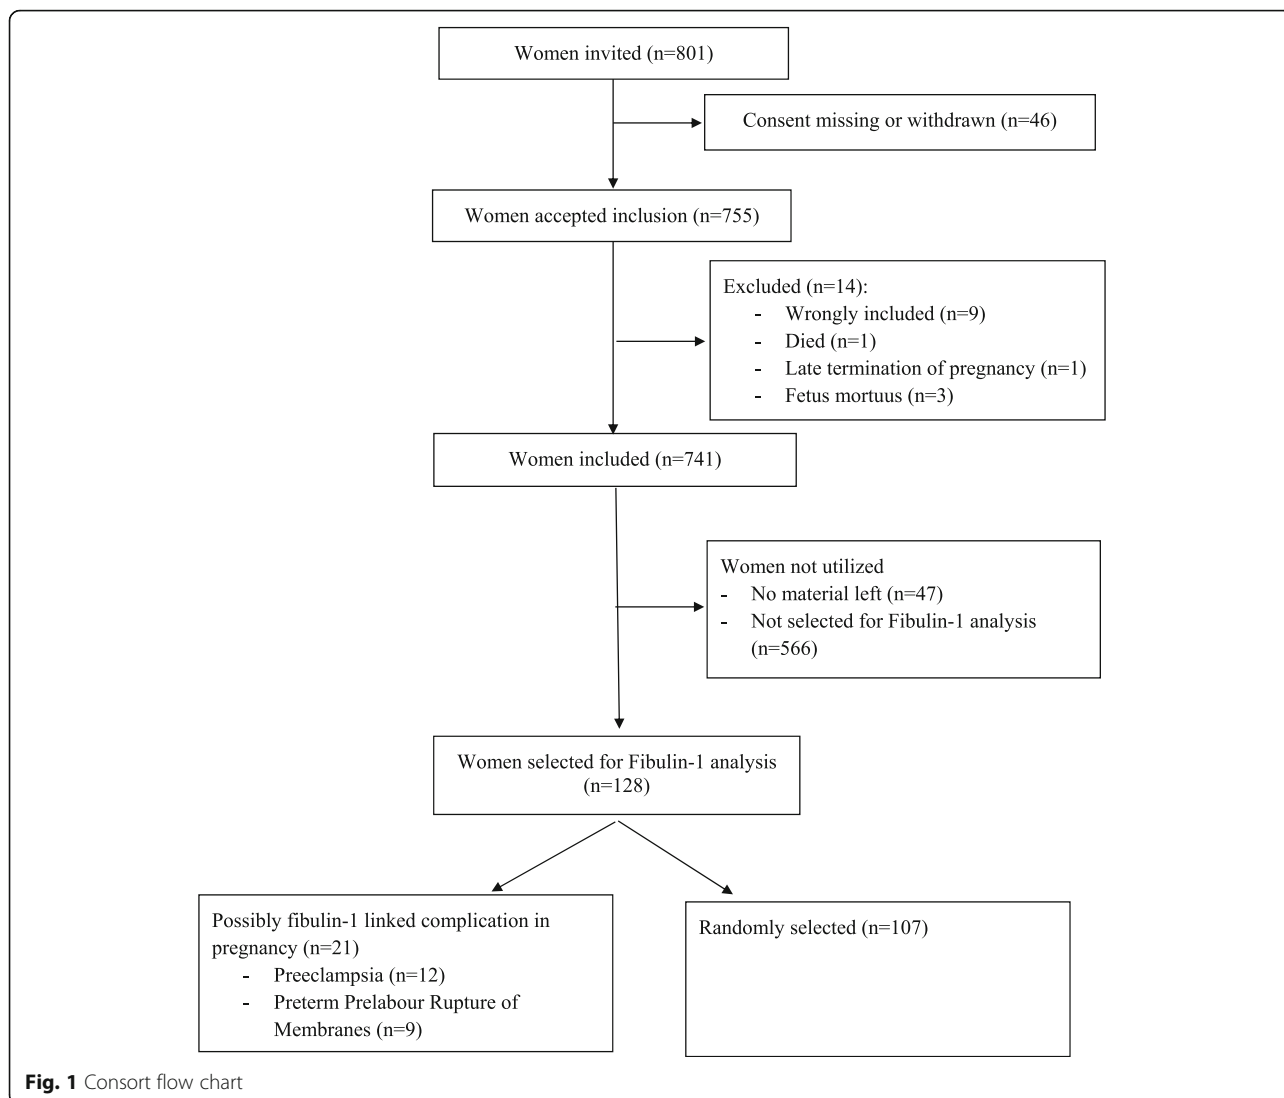 Women invited (n=801)
Consent missing or withdrawn (n=46)
Women accepted inclusion (n=755)
Excluded (n=14):
- Wrongly included (n=9)
- Died (n=1)
- Late termination of pregnancy (n=1)
- Fetus mortuus (n=3)
Women included (n=741)
Women not utilized
- No material left (n=47)
- Not selected for Fibulin-1 analysis
(n=566)
Women selected for Fibulin-1 analysis
(n=128)
Possibly fibulin-1 linked complication in
pregnancy (n=21)
- Preeclampsia (n=12)
- Preterm Prelabour Rupture of
Membranes (n=9)
Randomly selected (n=107)
Fig. 1 Consort flow chart